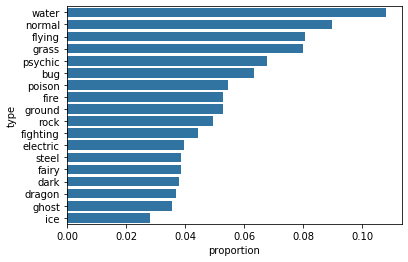 water
normal
flying
grass
psychic
bug
poison
fire
ground
rock
fighting
electric
steel
fairy
dark
dragon
ghost
ice
type
0.00 0.02 0.04 0.06 0.08 0.10
proportion